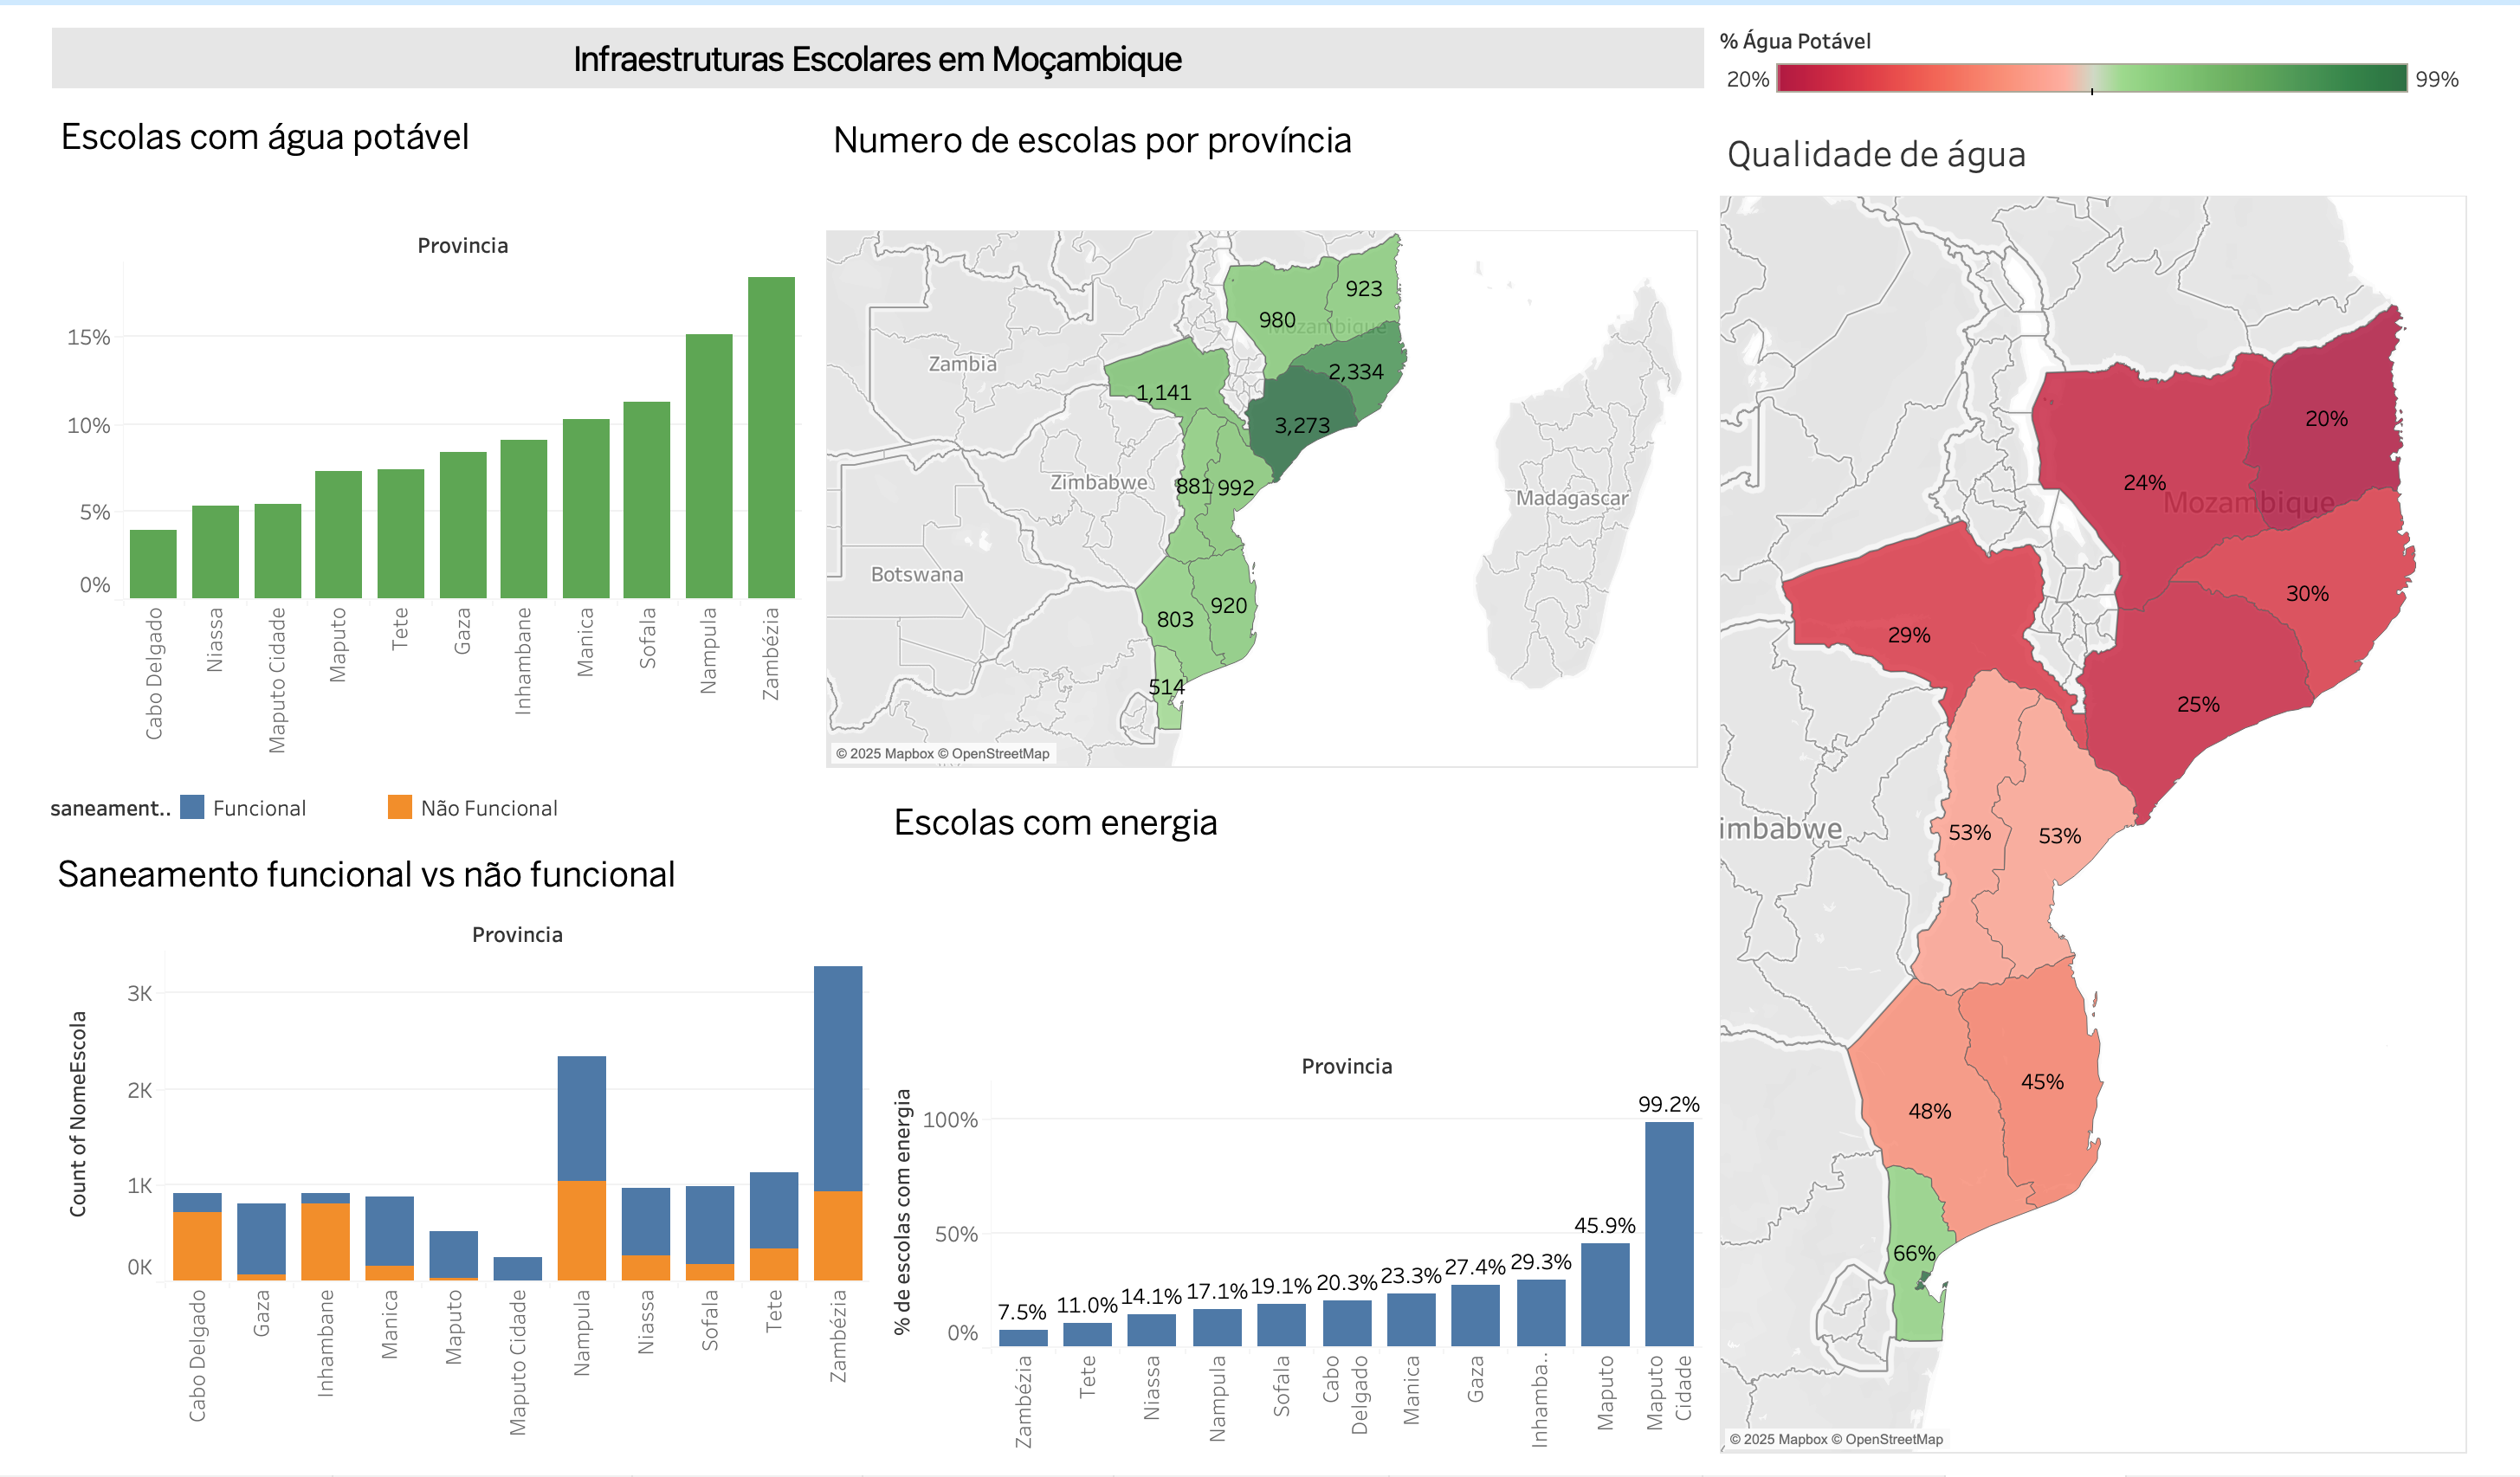 Infraestruturas Escolares em Moçambique
% Água Potável
20%
99%
Escolas com água potável
Provincia
15%
10%
5%
0%
Cabo Delgado
Niassa
Maputo Cidade
Maputo
Tete
Gaza
Inhambane
Manica
Sofala
Nampula
Zambézia
Numero de escolas por província
923
980
Mozambique
2,334
Zambia
1,141
3,273
Zimbabwe
881
992
Madagascar
Botswana
803
920
514
© 2025 Mapbox © OpenStreetMap
Qualidade de água
20%
24%
Mozambique
30%
29%
25%
imbabwe
53%
53%
45%
48%
66%
© 2025 Mapbox © OpenStreetMap
saneament..
Funcional
Não Funcional
Saneamento funcional vs não funcional
Provincia
Count of NomeEscola
3K
2K
1K
0K
Cabo Delgado
Gaza
Inhambane
Manica
Maputo
Maputo Cidade
Nampula
Niassa
Sofala
Tete
Zambézia
Escolas com energia
Provincia
% de escolas com energia
100%
50%
0%
7.5%
11.0%
14.1%
17.1%
19.1%
20.3%
23.3%
27.4%
29.3%
45.9%
99.2%
Zambézia
Tete
Niassa
Nampula
Sofala
Cabo
Delgado
Manica
Gaza
Inhamba..
Maputo
Maputo
Cidade